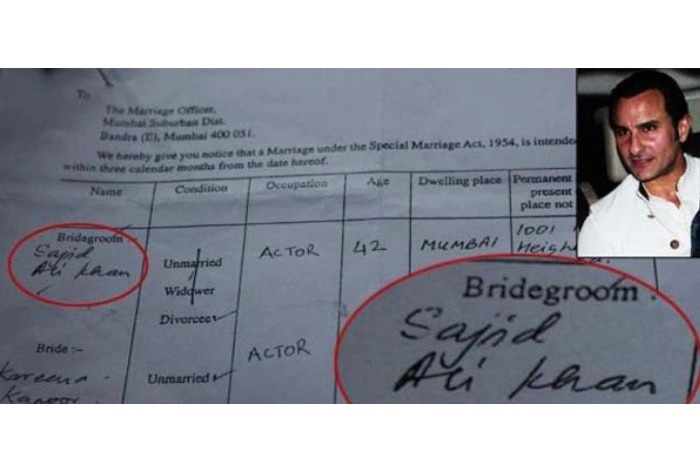 To,
The Marriage Officer,
Mumbai Suburban Dist.
Bandra (E), Mumbai 400 051.
We hereby give you notice that a Marriage under the Special Marriage Act, 1954, is intende
within three calendar months from the date hereof.
Name Condition Occupation Age Dwelling place Permanent
present
place not
Bridegroom :-
Sajid
Ali Khan
Unmarried
Widower
Divorcee
ACTOR 42 MUMBAI 1001
Heigh
Bride :-
Kareena
Kapoor
Unmarried
ACTOR
Bridegroom :
Sajid
Ali Khan